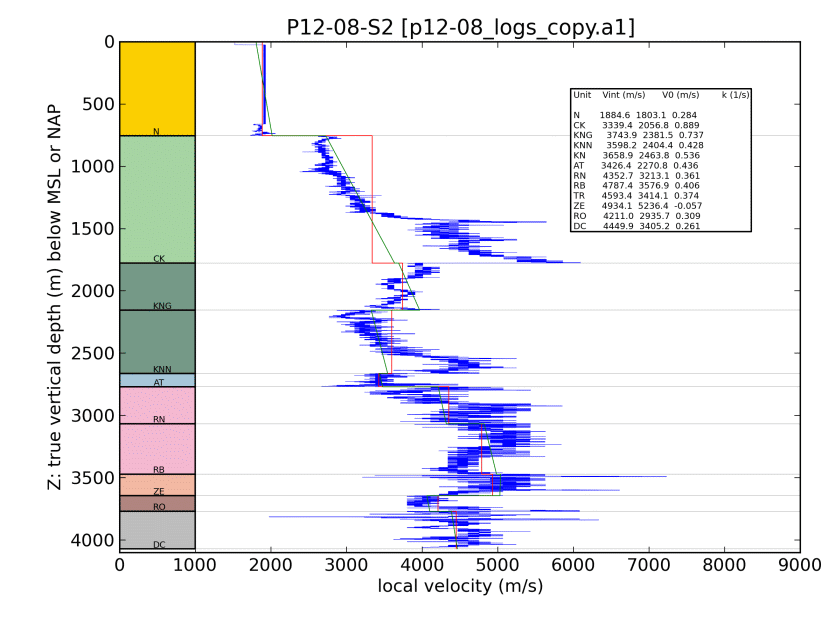 P12-08-S2 [p12-08_logs_copy.a1]
Z: true vertical depth (m) below MSL or NAP
0
500
1000
1500
2000
2500
3000
3500
4000
N
CK
KNG
KNN
AT
RN
RB
ZE
RO
DC
Unit Vint (m/s) V0 (m/s) k (1/s)
N 1884.6 1803.1 0.284
CK 3339.4 2056.8 0.889
KNG 3743.9 2381.5 0.737
KNN 3598.2 2404.4 0.428
KN 3658.9 2463.8 0.536
AT 3426.4 2270.8 0.436
RN 4352.7 3213.1 0.361
RB 4787.4 3576.9 0.406
TR 4593.4 3414.1 0.374
ZE 4934.1 5236.4 -0.057
RO 4211.0 2935.7 0.309
DC 4449.9 3405.2 0.261
0 1000 2000 3000 4000 5000 6000 7000 8000 9000
local velocity (m/s)